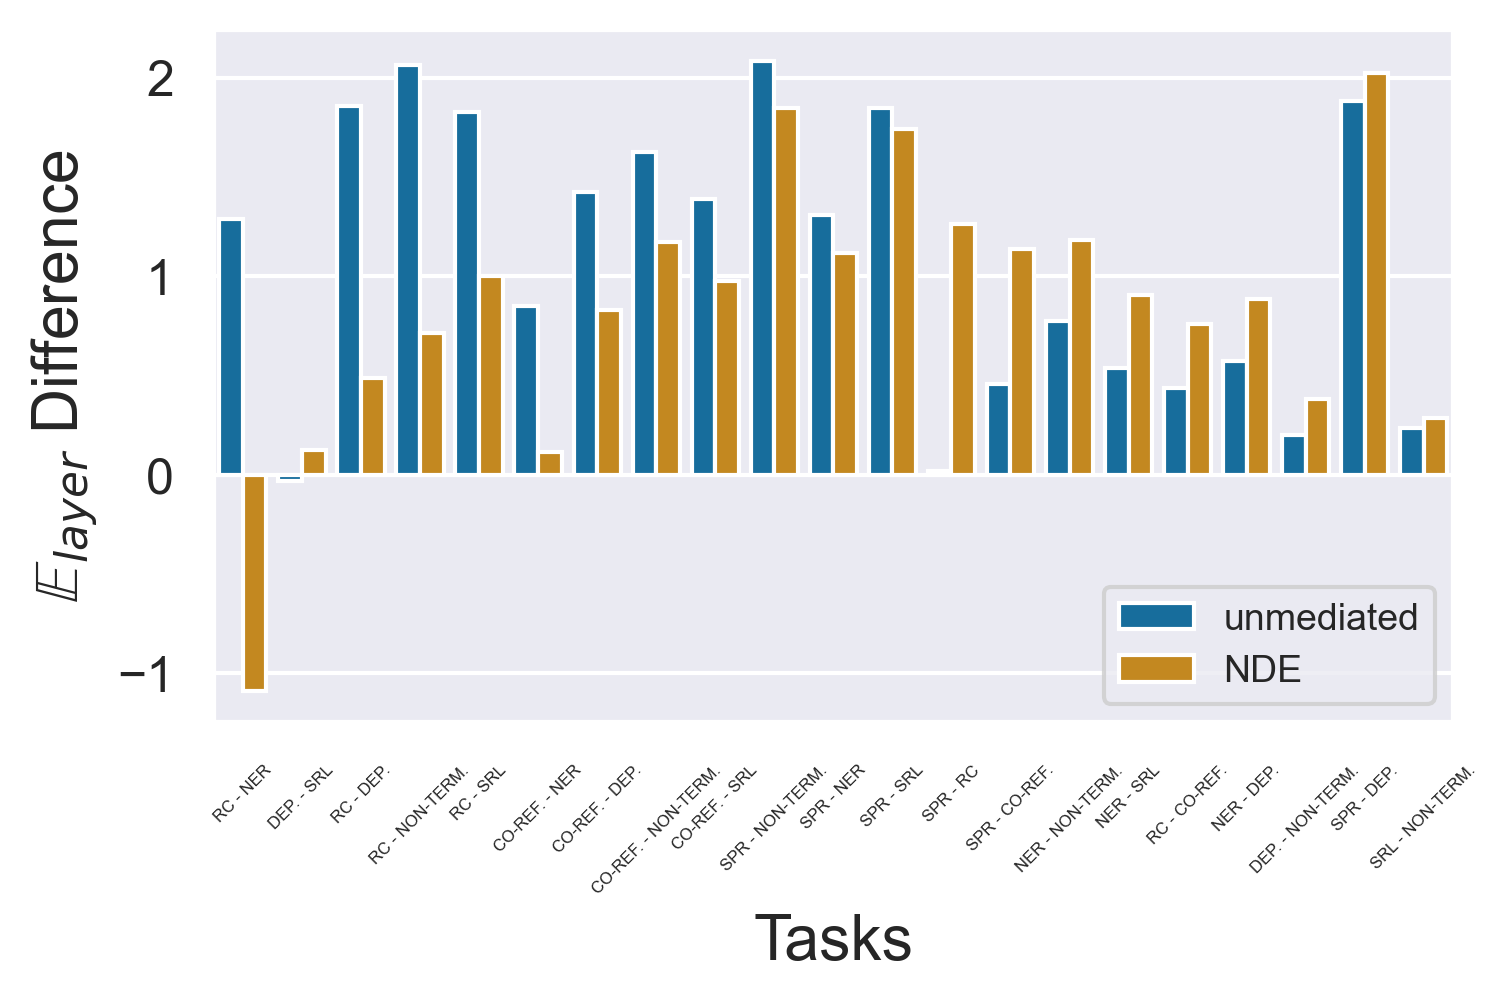 2
1
0
−1
𝔼layer Difference
unmediated
NDE
RC - NER
DEP. - SRL
RC - DEP.
RC - NON-TERM.
RC - SRL
CO-REF. - NER
CO-REF. - DEP.
CO-REF. - NON-TERM.
CO-REF. - SRL
SPR - NON-TERM.
SPR - NER
SPR - SRL
SPR - RC
SPR - CO-REF.
NER - NON-TERM.
NER - SRL
RC - CO-REF.
NER - DEP.
DEP. - NON-TERM.
SPR - DEP.
SRL - NON-TERM.
Tasks